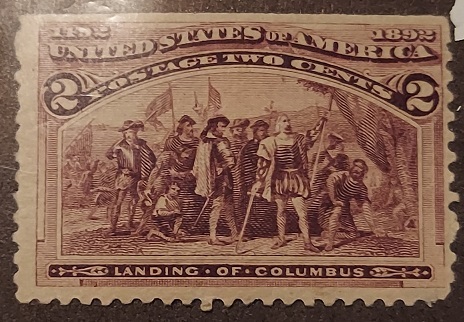 1492 1892
UNITED STATES OF AMERICA
POSTAGE TWO CENTS
2 2
LANDING · OF · COLUMBUS